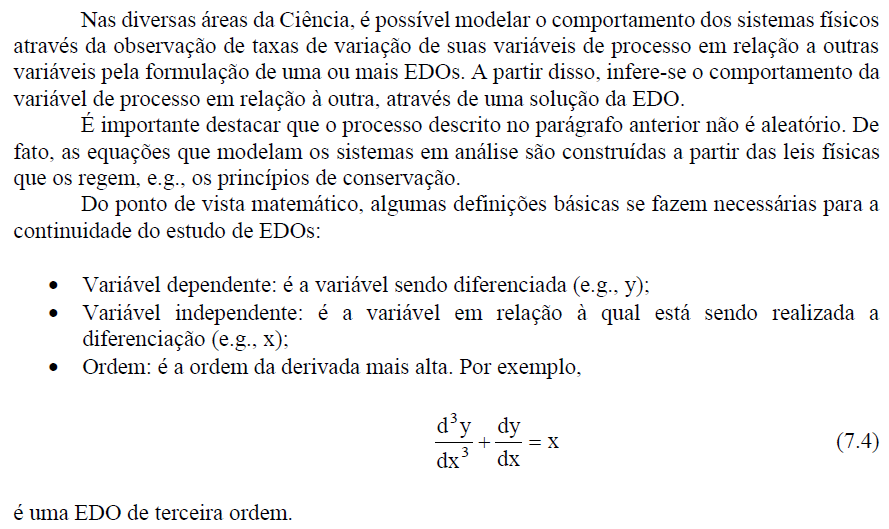 Nas diversas áreas da Ciência, é possível modelar o comportamento dos sistemas físicos
através da observação de taxas de variação de suas variáveis de processo em relação a outras
variáveis pela formulação de uma ou mais EDOs. A partir disso, infere-se o comportamento da
variável de processo em relação à outra, através de uma solução da EDO.
É importante destacar que o processo descrito no parágrafo anterior não é aleatório. De
fato, as equações que modelam os sistemas em análise são construídas a partir das leis físicas
que os regem, e.g., os princípios de conservação.
Do ponto de vista matemático, algumas definições básicas se fazem necessárias para a
continuidade do estudo de EDOs:
• Variável dependente: é a variável sendo diferenciada (e.g., y);
• Variável independente: é a variável em relação à qual está sendo realizada a
diferenciação (e.g., x);
• Ordem: é a ordem da derivada mais alta. Por exemplo,
d³y/dx³ + dy/dx = x (7.4)
é uma EDO de terceira ordem.